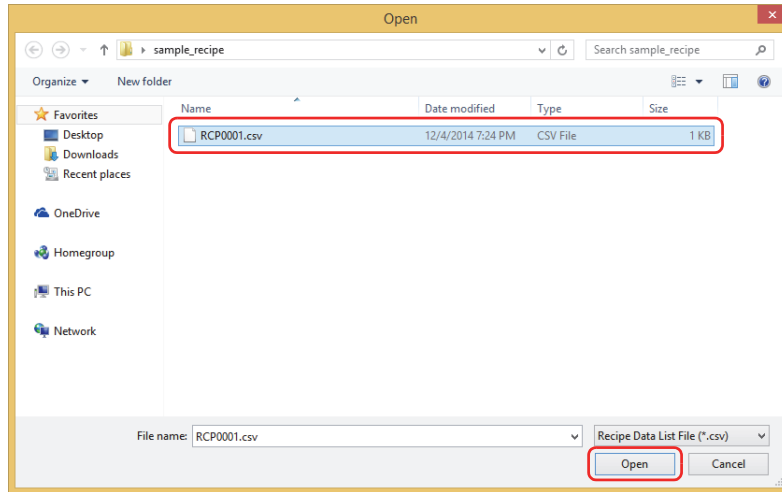 Open
sample_recipe
Search sample_recipe
Organize
New folder
Favorites
Desktop
Downloads
Recent places
OneDrive
Homegroup
This PC
Network
Name Date modified Type Size
RCP0001.csv 12/4/2014 7:24 PM CSV File 1 KB
File name: RCP0001.csv
Recipe Data List File (*.csv)
Open Cancel